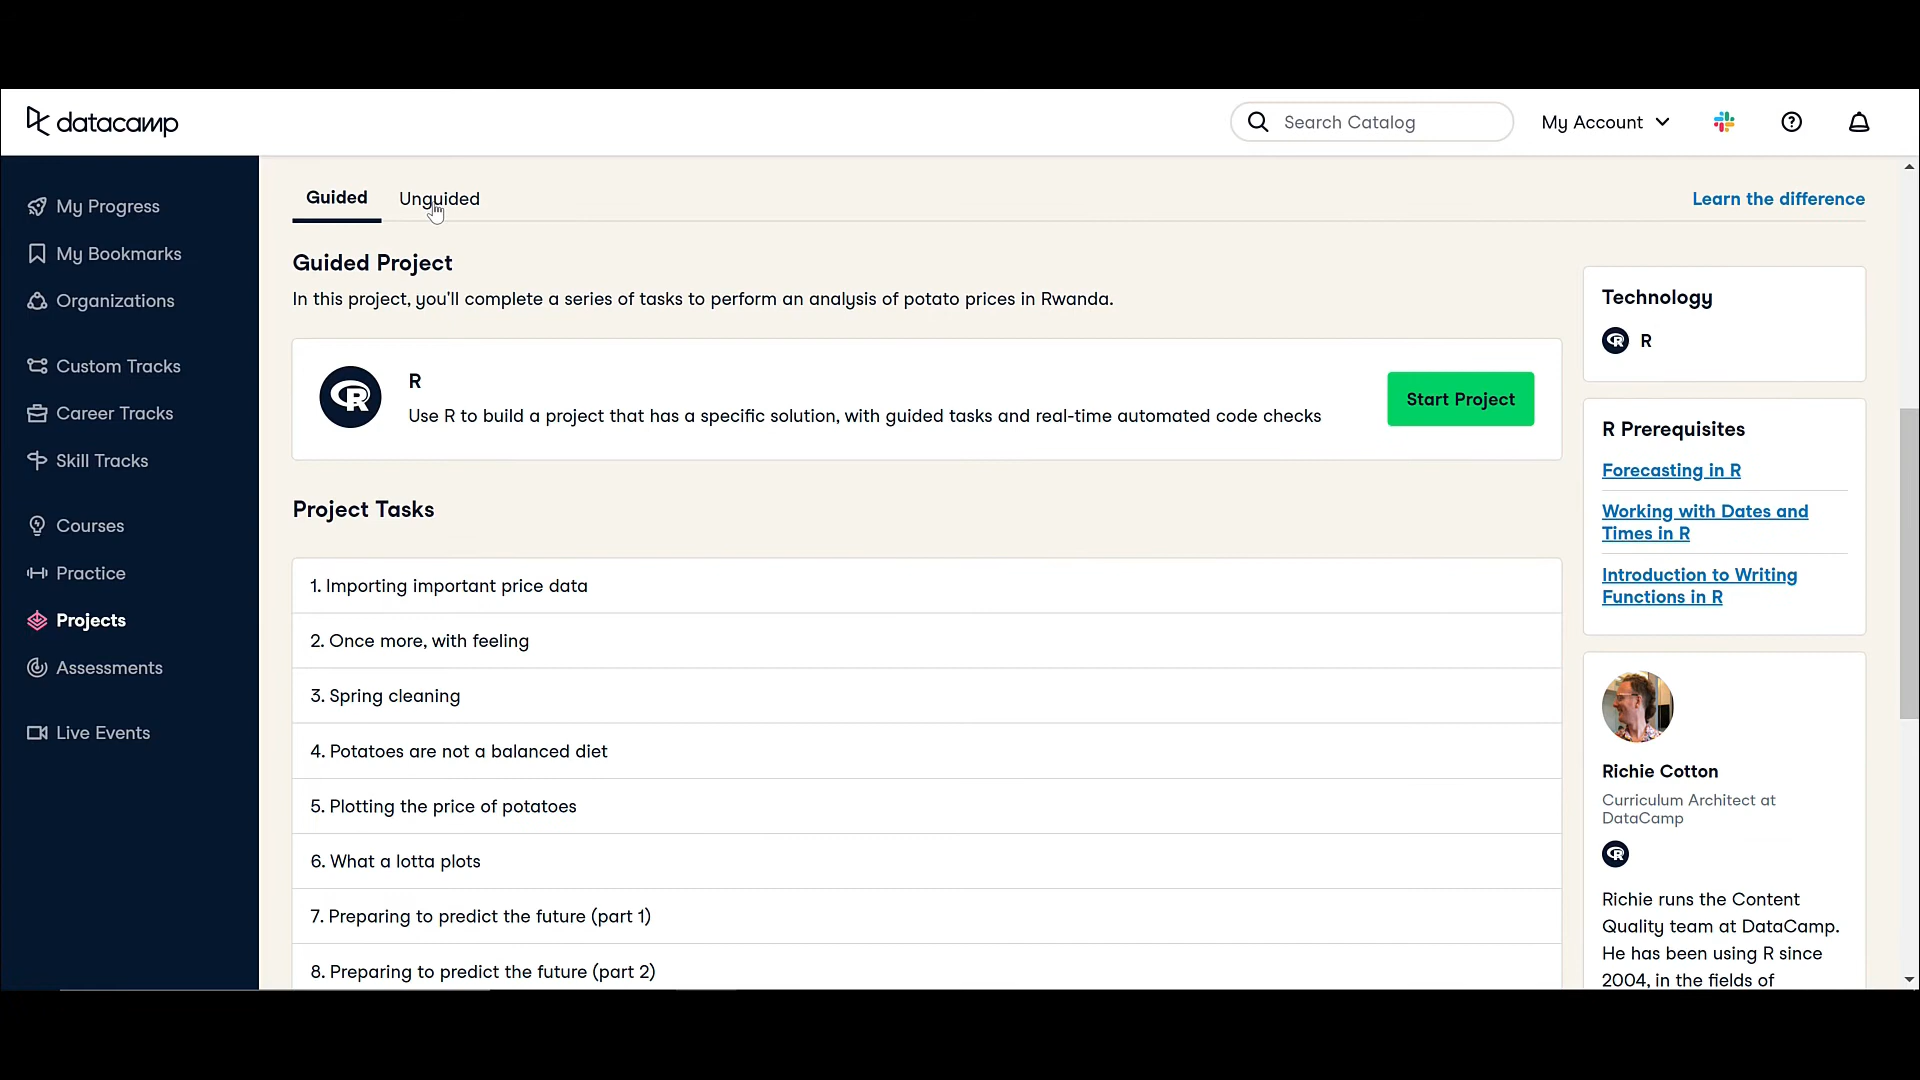 datacamp
Search Catalog
My Account
My Progress
My Bookmarks
Organizations
Custom Tracks
Career Tracks
Skill Tracks
Courses
Practice
Projects
Assessments
Live Events
Guided
Unguided
Learn the difference
Guided Project
In this project, you'll complete a series of tasks to perform an analysis of potato prices in Rwanda.
R
Use R to build a project that has a specific solution, with guided tasks and real-time automated code checks
Start Project
Project Tasks
1. Importing important price data
2. Once more, with feeling
3. Spring cleaning
4. Potatoes are not a balanced diet
5. Plotting the price of potatoes
6. What a lotta plots
7. Preparing to predict the future (part 1)
8. Preparing to predict the future (part 2)
Technology
R
R Prerequisites
Forecasting in R
Working with Dates and
Times in R
Introduction to Writing
Functions in R
Richie Cotton
Curriculum Architect at
DataCamp
Richie runs the Content
Quality team at DataCamp.
He has been using R since
2004, in the fields of